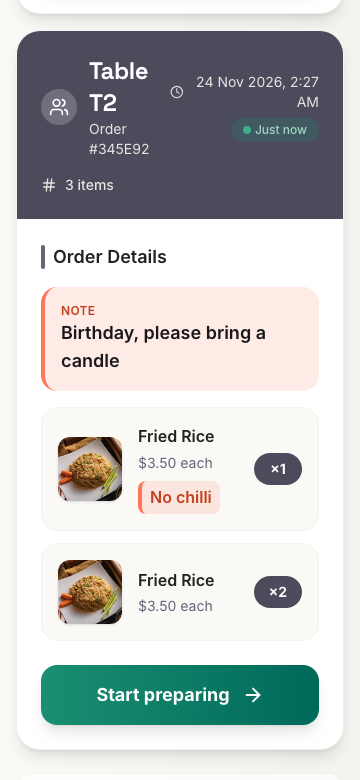 Table
T2
Order
#345E92
24 Nov 2026, 2:27
AM
Just now
3 items
Order Details
NOTE
Birthday, please bring a
candle
Fried Rice
$3.50 each
No chilli
×1
Fried Rice
$3.50 each
×2
Start preparing